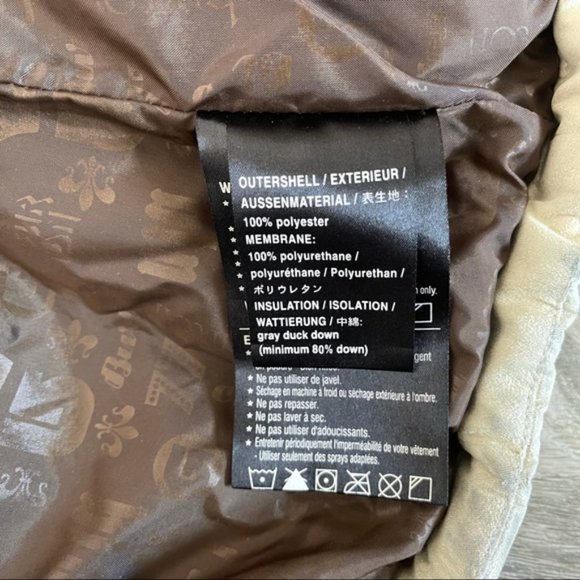 OUTERSHELL / EXTERIEUR /
AUSSENMATERIAL / 表生地 :
100% polyester
MEMBRANE:
100% polyurethane /
polyuréthane / Polyurethan /
ポリウレタン
INSULATION / ISOLATION /
WATTIERUNG / 中綿:
gray duck down
(minimum 80% down)
only.
* Ne pas utiliser de javel.
* Séchage en machine à froid ou séchage extérieure à l'ombre.
* Ne pas repasser.
* Ne pas laver à sec.
* Ne pas utiliser d'adoucissants.
* Entretenir périodiquement l'imperméabilité de votre vêtement
- Utiliser seulement des sprays adaptées.